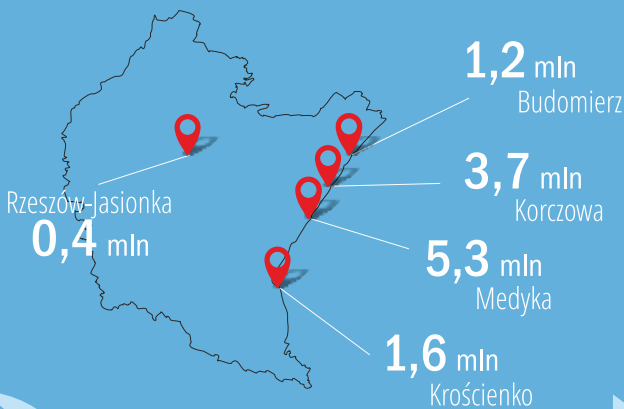 1,2 mln
Budomierz
3,7 mln
Korczowa
Rzeszów-Jasionka
0,4 mln
5,3 mln
Medyka
1,6 mln
Krościenko